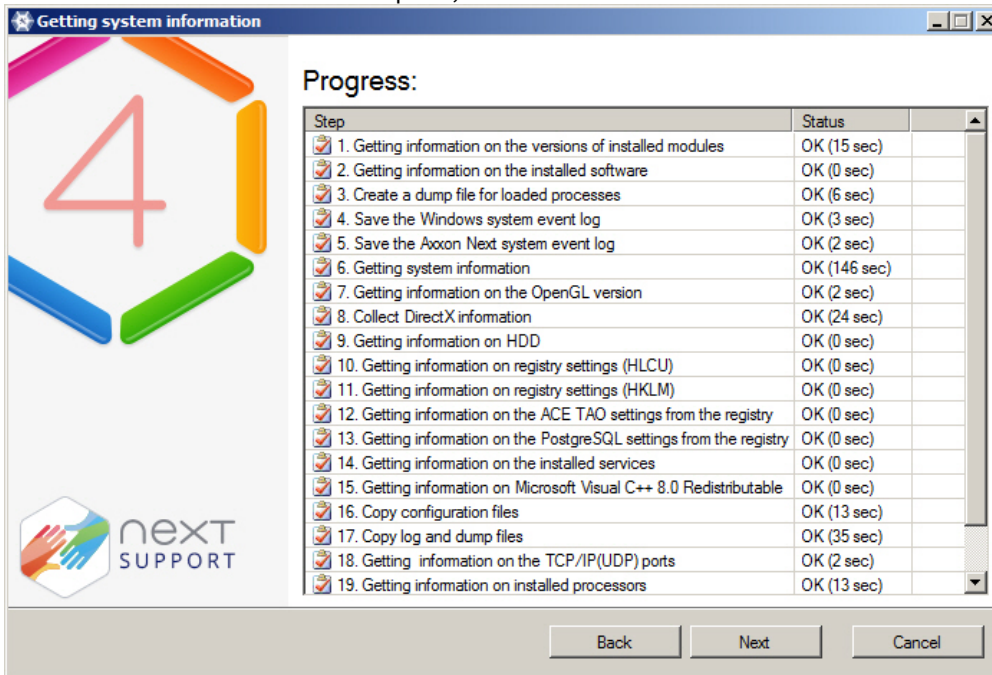 Getting system information
4
Progress:
Step Status
1. Getting information on the versions of installed modules OK (15 sec)
2. Getting information on the installed software OK (0 sec)
3. Create a dump file for loaded processes OK (6 sec)
4. Save the Windows system event log OK (3 sec)
5. Save the Axxon Next system event log OK (2 sec)
6. Getting system information OK (146 sec)
7. Getting information on the OpenGL version OK (2 sec)
8. Collect DirectX information OK (24 sec)
9. Getting information on HDD OK (0 sec)
10. Getting information on registry settings (HLCU) OK (0 sec)
11. Getting information on registry settings (HKLM) OK (0 sec)
12. Getting information on the ACE TAO settings from the registry OK (0 sec)
13. Getting information on the PostgreSQL settings from the registry OK (0 sec)
14. Getting information on the installed services OK (0 sec)
15. Getting information on Microsoft Visual C++ 8.0 Redistributable OK (0 sec)
16. Copy configuration files OK (13 sec)
17. Copy log and dump files OK (35 sec)
18. Getting  information on the TCP/IP(UDP) ports OK (2 sec)
19. Getting information on installed processors OK (13 sec)
next
SUPPORT
Back Next Cancel